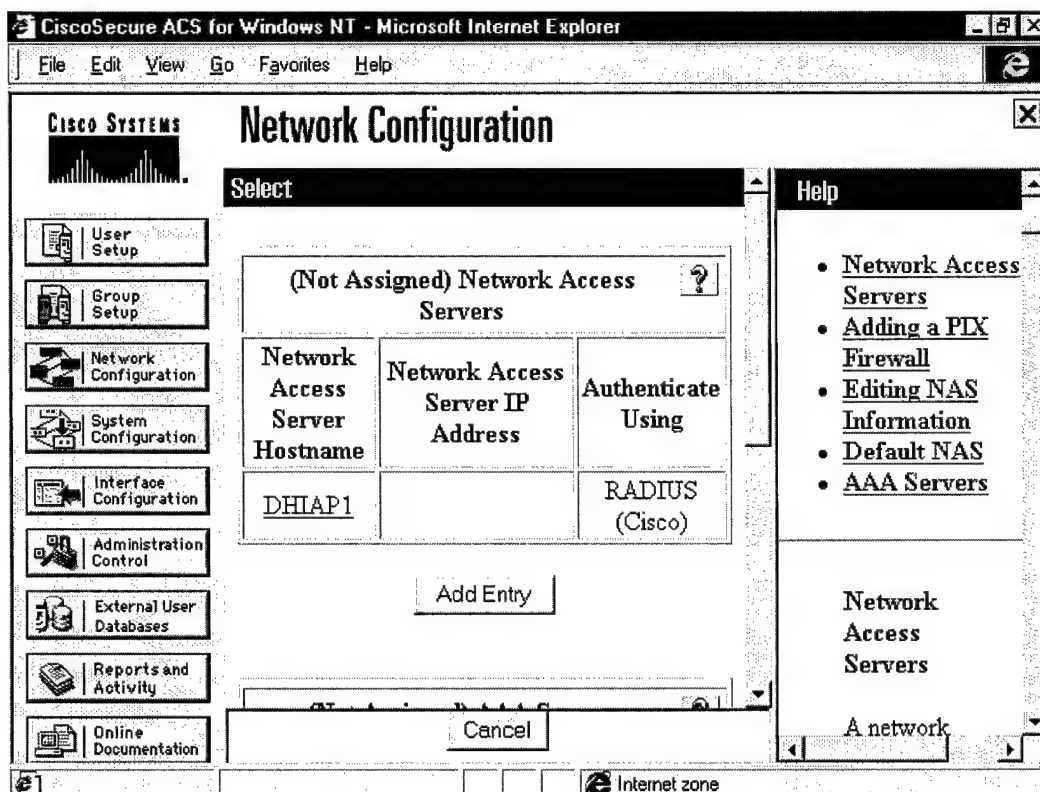 CiscoSecure ACS for Windows NT - Microsoft Internet Explorer
File Edit View Go Favorites Help
CISCO SYSTEMS
Network Configuration
User
Setup
Group
Setup
Network
Configuration
System
Configuration
Interface
Configuration
Administration
Control
External User
Databases
Reports and
Activity
Online
Documentation
Select
(Not Assigned) Network Access
Servers
?
Network
Access
Server
Hostname
Network Access
Server IP
Address
Authenticate
Using
DHIAP1
RADIUS
(Cisco)
Add Entry
Cancel
Help
Network Access
Servers
Adding a PIX
Firewall
Editing NAS
Information
Default NAS
AAA Servers
Network
Access
Servers
A network
Internet zone